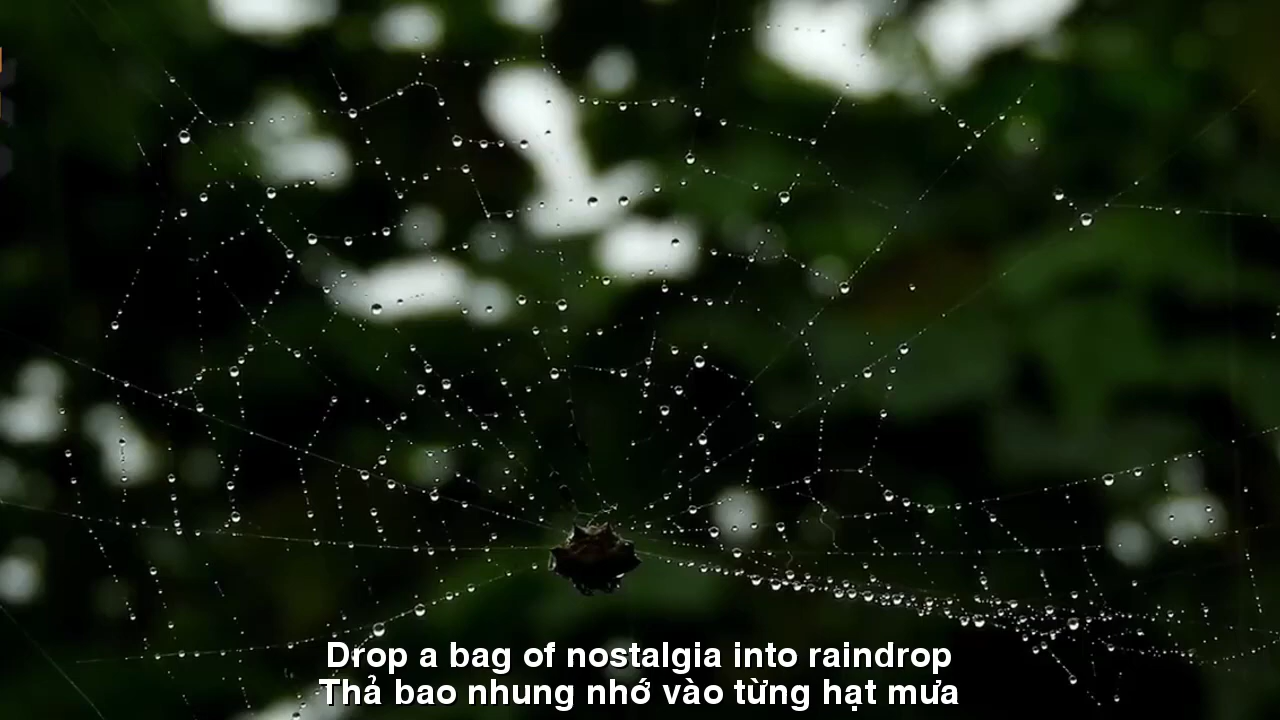 Drop a bag of nostalgia into raindrop
Thả bao nhung nhớ vào từng hạt mưa